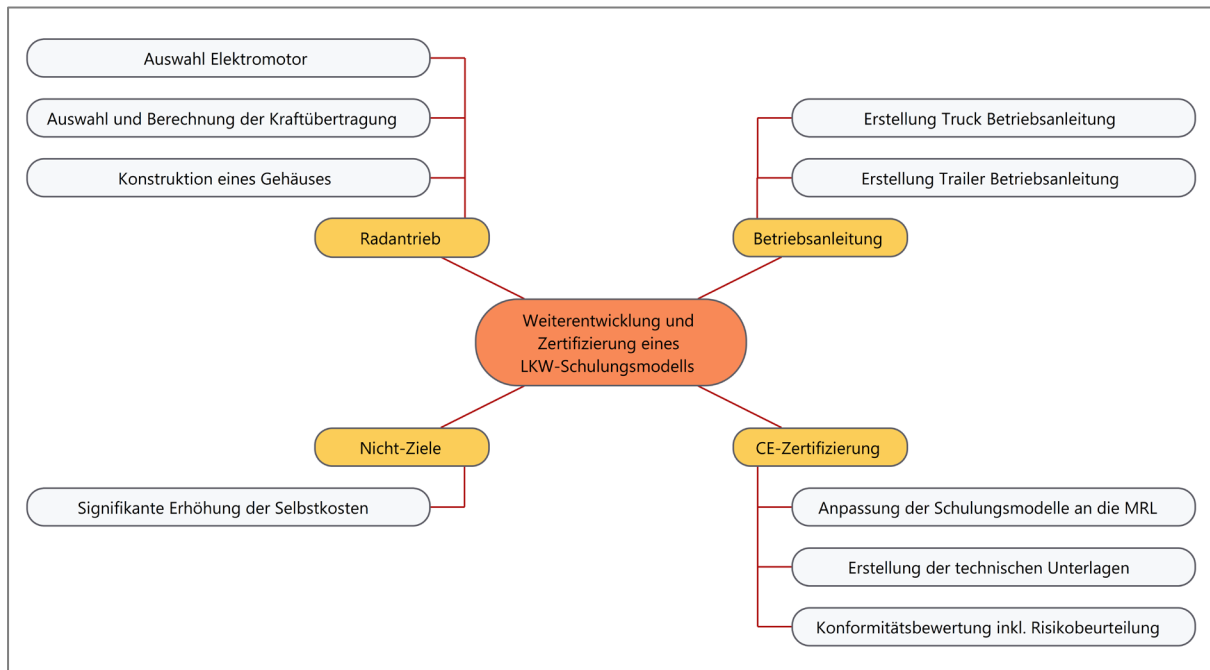 Auswahl Elektromotor
Auswahl und Berechnung der Kraftübertragung
Konstruktion eines Gehäuses
Radantrieb
Erstellung Truck Betriebsanleitung
Erstellung Trailer Betriebsanleitung
Betriebsanleitung
Weiterentwicklung und
Zertifizierung eines
LKW-Schulungsmodells
Nicht-Ziele
Signifikante Erhöhung der Selbstkosten
CE-Zertifizierung
Anpassung der Schulungsmodelle an die MRL
Erstellung der technischen Unterlagen
Konformitätsbewertung inkl. Risikobeurteilung